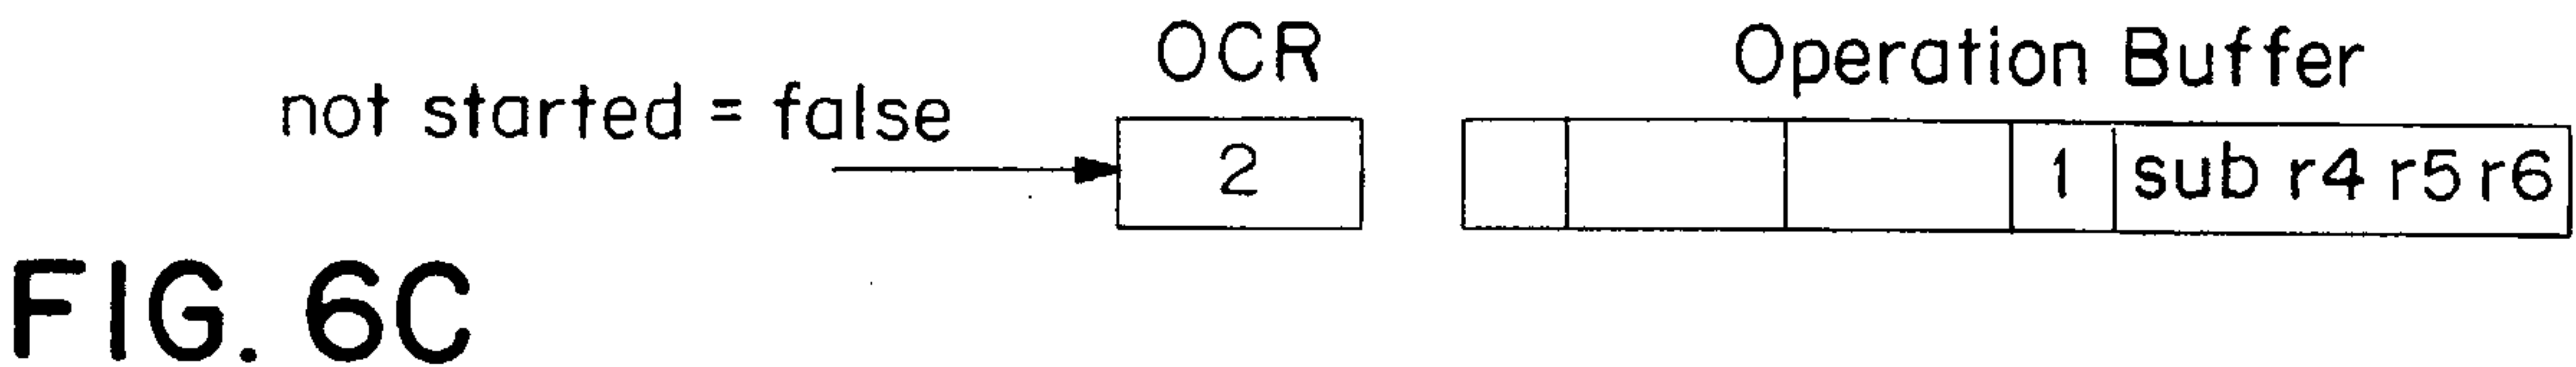 OCR
Operation Buffer
not started = false
2
1 sub r4 r5 r6
FIG. 6C